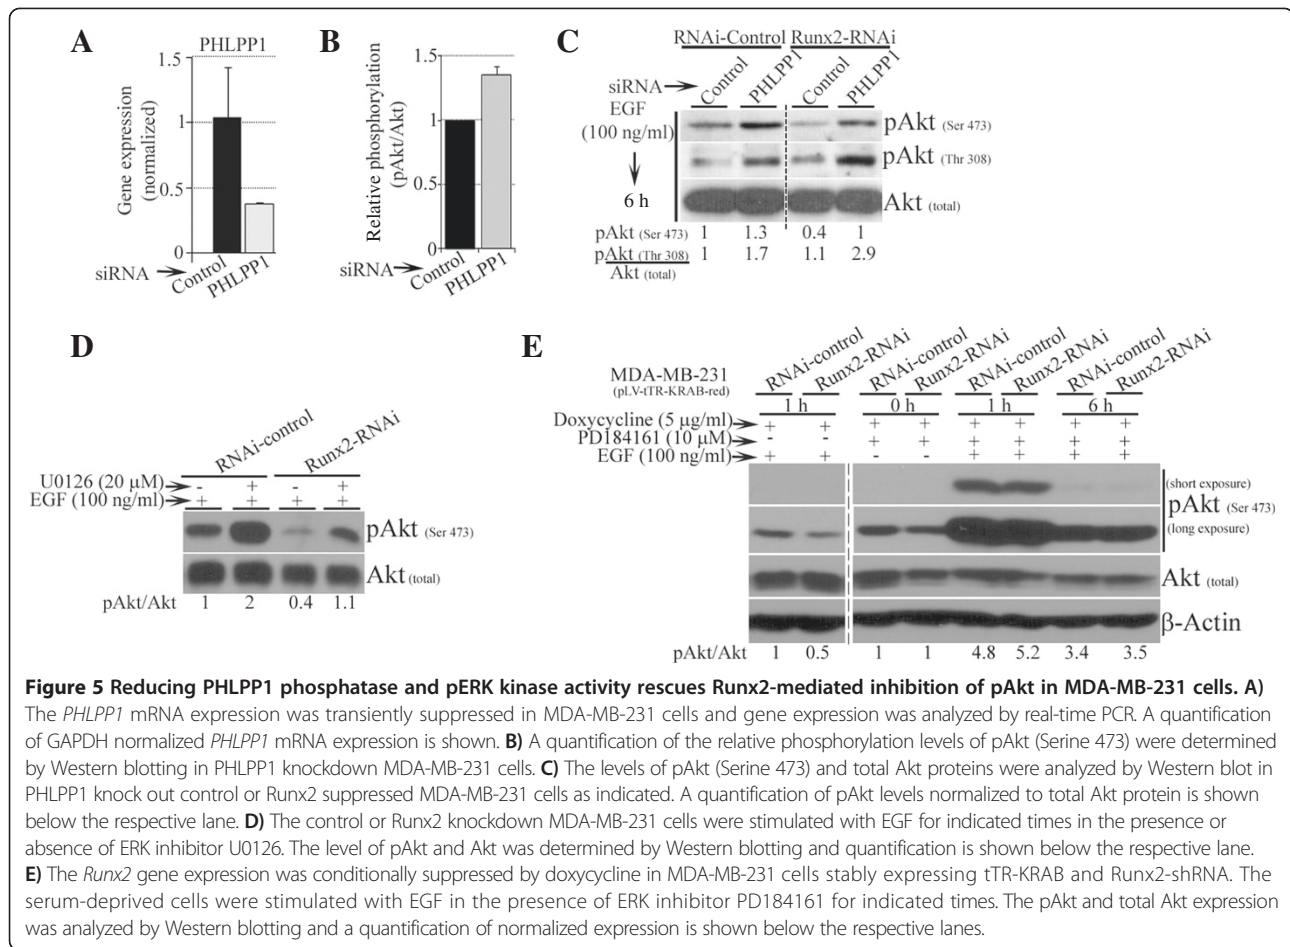 A
PHLPP1
1.5
1
0.5
0
Gene expression
(normalized)
siRNA
Control
PHLPP1
B
1.5
1
0.5
0
Relative phosphorylation
(pAkt/Akt)
siRNA
Control
PHLPP1
C
RNAi-Control Runx2-RNAi
siRNA
Control PHLPP1 Control PHLPP1
EGF
(100 ng/ml)
6 h
pAkt (Ser 473)
pAkt (Thr 308)
Akt (total)
pAkt (Ser 473) 1 1.3 0.4 1
pAkt (Thr 308) 1 1.7 1.1 2.9
Akt (total)
D
RNAi-control Runx2-RNAi
U0126 (20 µM) - + - +
EGF (100 ng/ml) + + + +
pAkt (Ser 473)
Akt (total)
pAkt/Akt 1 2 0.4 1.1
E
MDA-MB-231
(pLV-tTR-KRAB-red)
RNAi-control Runx2-RNAi RNAi-control Runx2-RNAi RNAi-control Runx2-RNAi RNAi-control Runx2-RNAi
1 h 0 h 1 h 6 h
Doxycycline (5 µg/ml) + + + + + + + +
PD184161 (10 µM) - - + + + + + +
EGF (100 ng/ml) + + - - + + + +
(short exposure)
pAkt (Ser 473)
(long exposure)
Akt (total)
β-Actin
pAkt/Akt 1 0.5 1 1 4.8 5.2 3.4 3.5
Figure 5 Reducing PHLPP1 phosphatase and pERK kinase activity rescues Runx2-mediated inhibition of pAkt in MDA-MB-231 cells. A)
The PHLPP1 mRNA expression was transiently suppressed in MDA-MB-231 cells and gene expression was analyzed by real-time PCR. A quantification
of GAPDH normalized PHLPP1 mRNA expression is shown. B) A quantification of the relative phosphorylation levels of pAkt (Serine 473) were determined
by Western blotting in PHLPP1 knockdown MDA-MB-231 cells. C) The levels of pAkt (Serine 473) and total Akt proteins were analyzed by Western blot in
PHLPP1 knock out control or Runx2 suppressed MDA-MB-231 cells as indicated. A quantification of pAkt levels normalized to total Akt protein is shown
below the respective lane. D) The control or Runx2 knockdown MDA-MB-231 cells were stimulated with EGF for indicated times in the presence or
absence of ERK inhibitor U0126. The level of pAkt and Akt was determined by Western blotting and quantification is shown below the respective lane.
E) The Runx2 gene expression was conditionally suppressed by doxycycline in MDA-MB-231 cells stably expressing tTR-KRAB and Runx2-shRNA. The
serum-deprived cells were stimulated with EGF in the presence of ERK inhibitor PD184161 for indicated times. The pAkt and total Akt expression
was analyzed by Western blotting and a quantification of normalized expression is shown below the respective lanes.